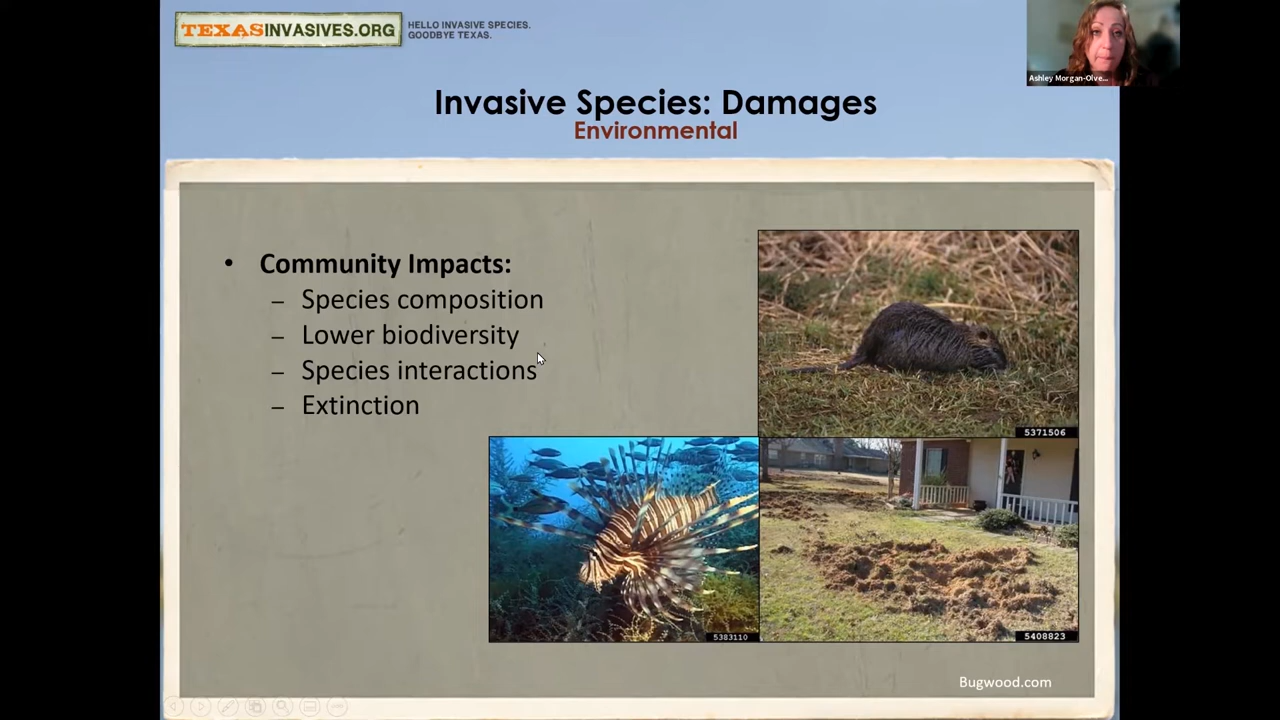 TEXASINVASIVES.ORG
HELLO INVASIVE SPECIES.
GOODBYE TEXAS.
Ashley Morgan-Olve...
Invasive Species: Damages
Environmental
• Community Impacts:
– Species composition
– Lower biodiversity
– Species interactions
– Extinction
5371506
5383110
5408823
Bugwood.com